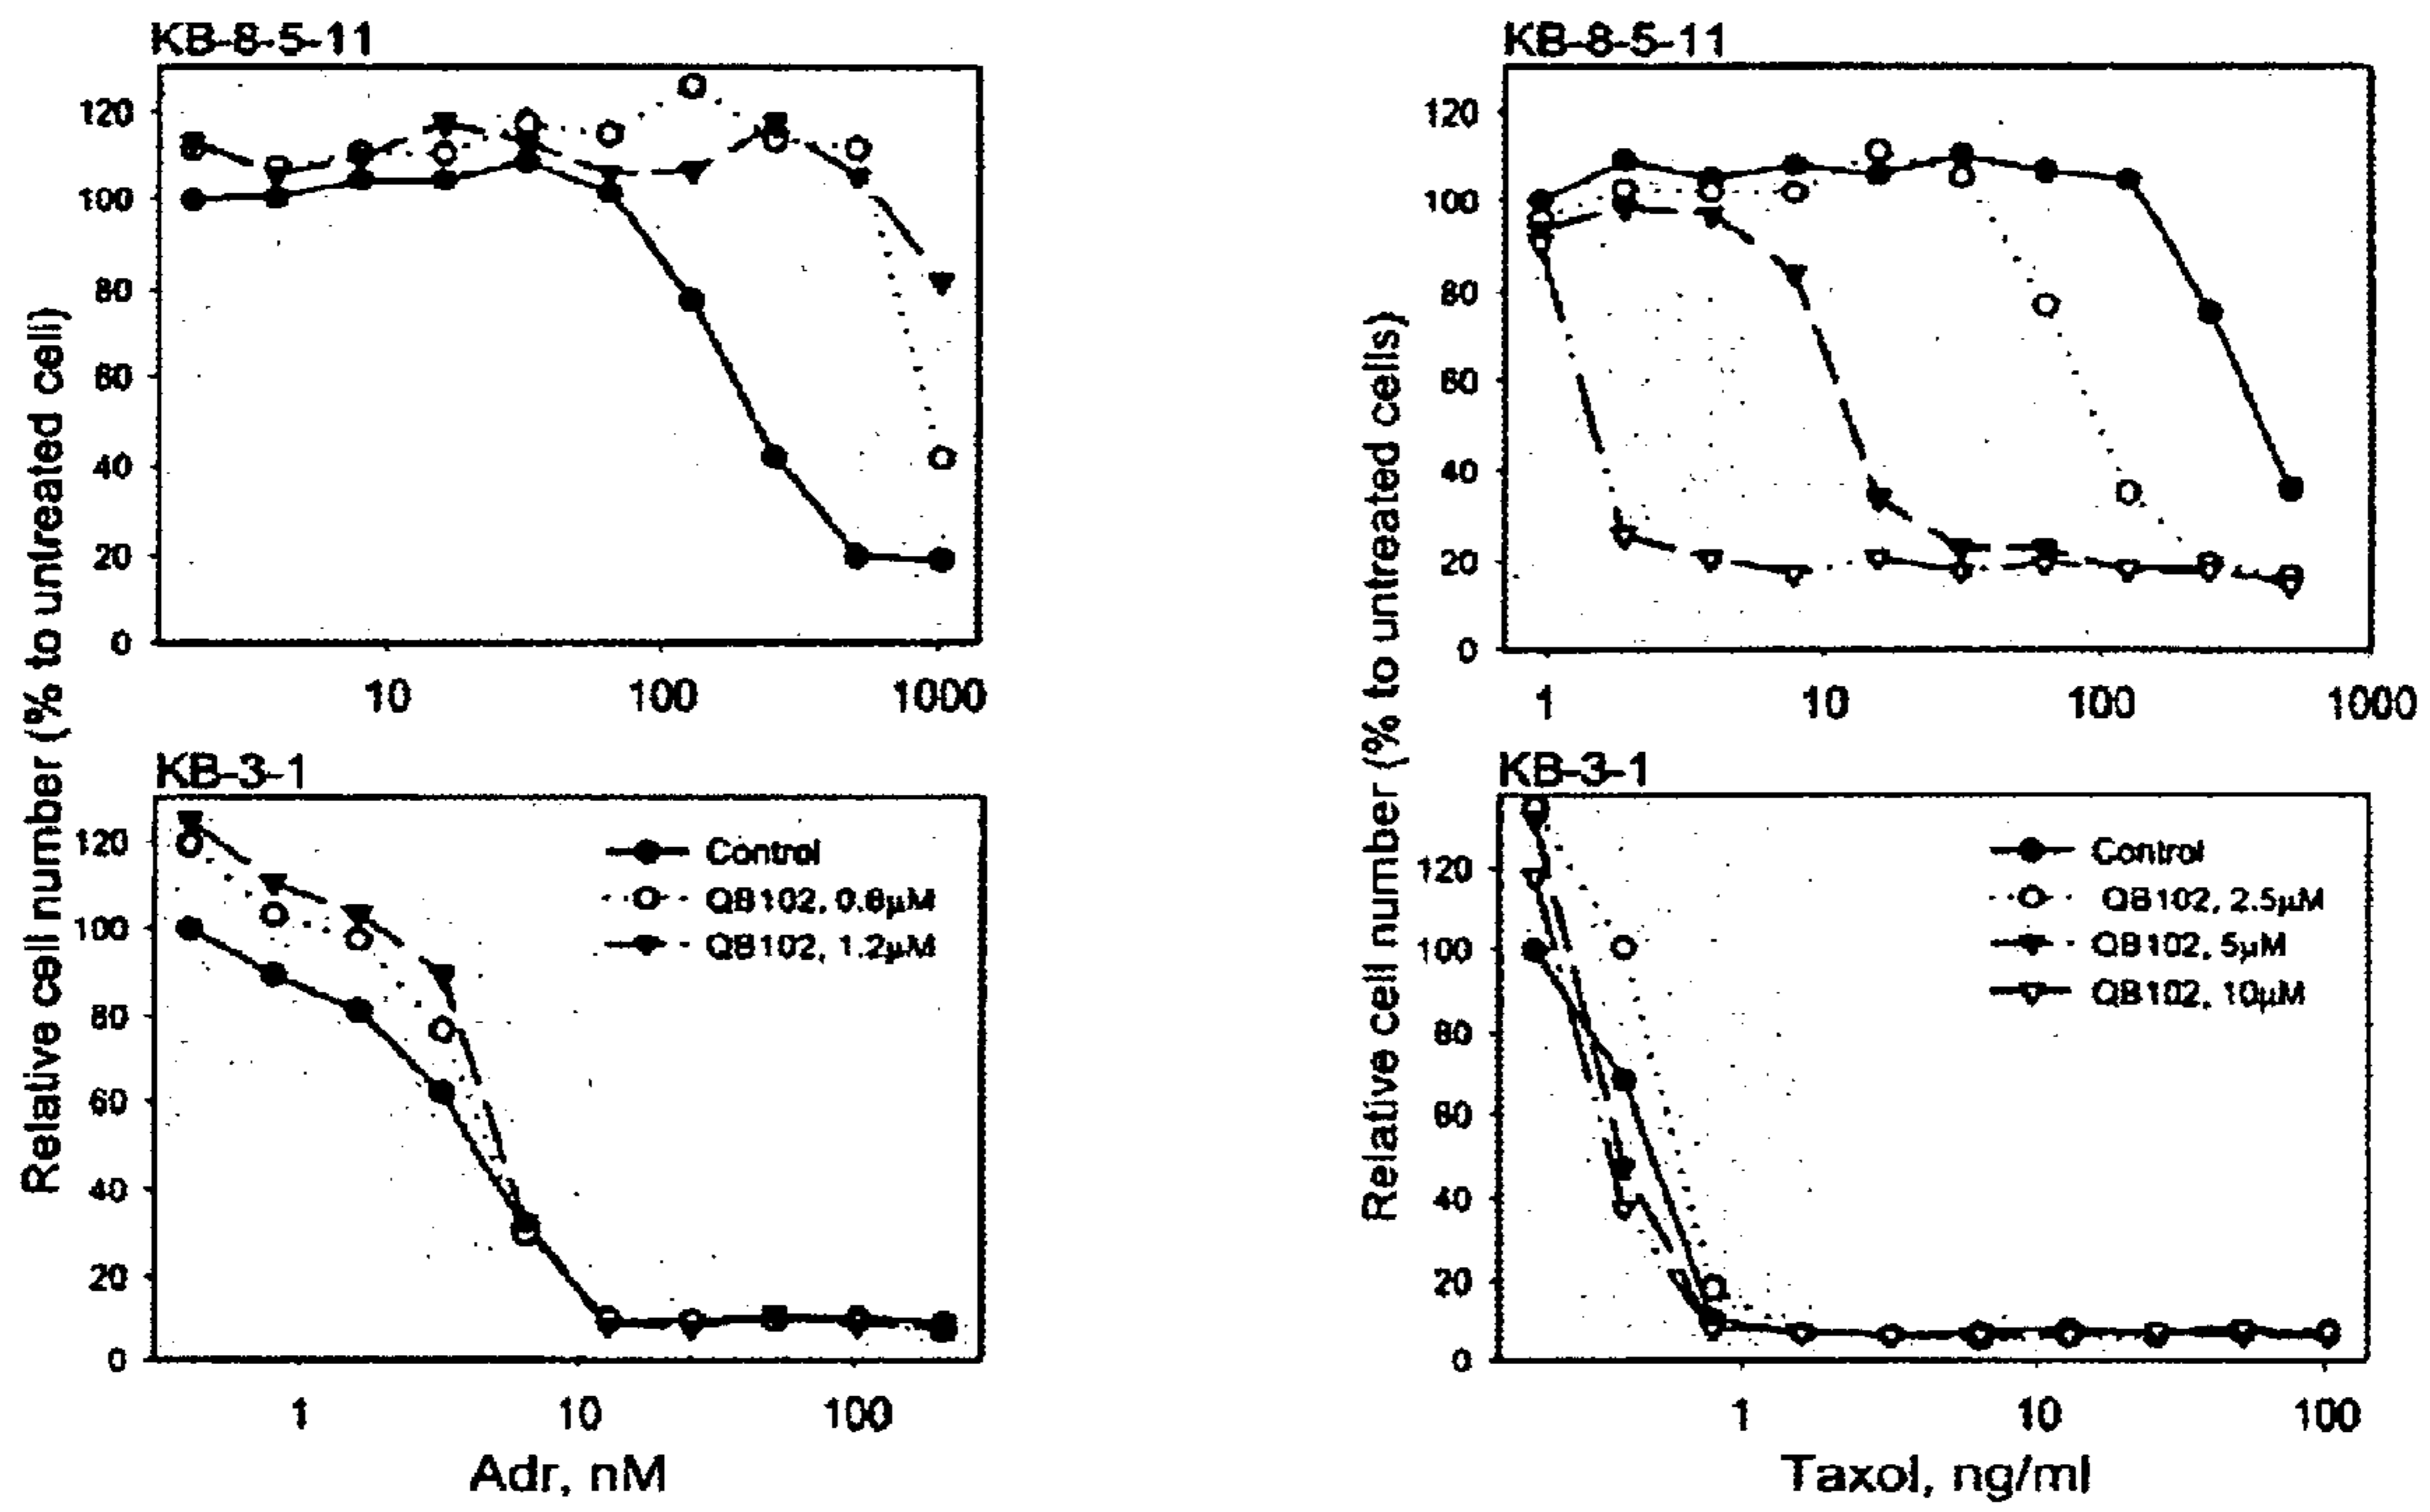 KB-8-5-11
120
100
80
60
40
20
0
10 100 1000
KB-3-1
120
100
80
60
40
20
0
1 10 100
Control
QB102, 0.8µM
QB102, 1.2µM
Adr, nM
Relative cell number (% to untreated cell)
KB-8-5-11
120
100
80
60
40
20
0
1 10 100 1000
KB-3-1
120
100
80
60
40
20
0
1 10 100
Control
QB102, 2.5µM
QB102, 5µM
QB102, 10µM
Taxol, ng/ml
Relative cell number (% to untreated cells)